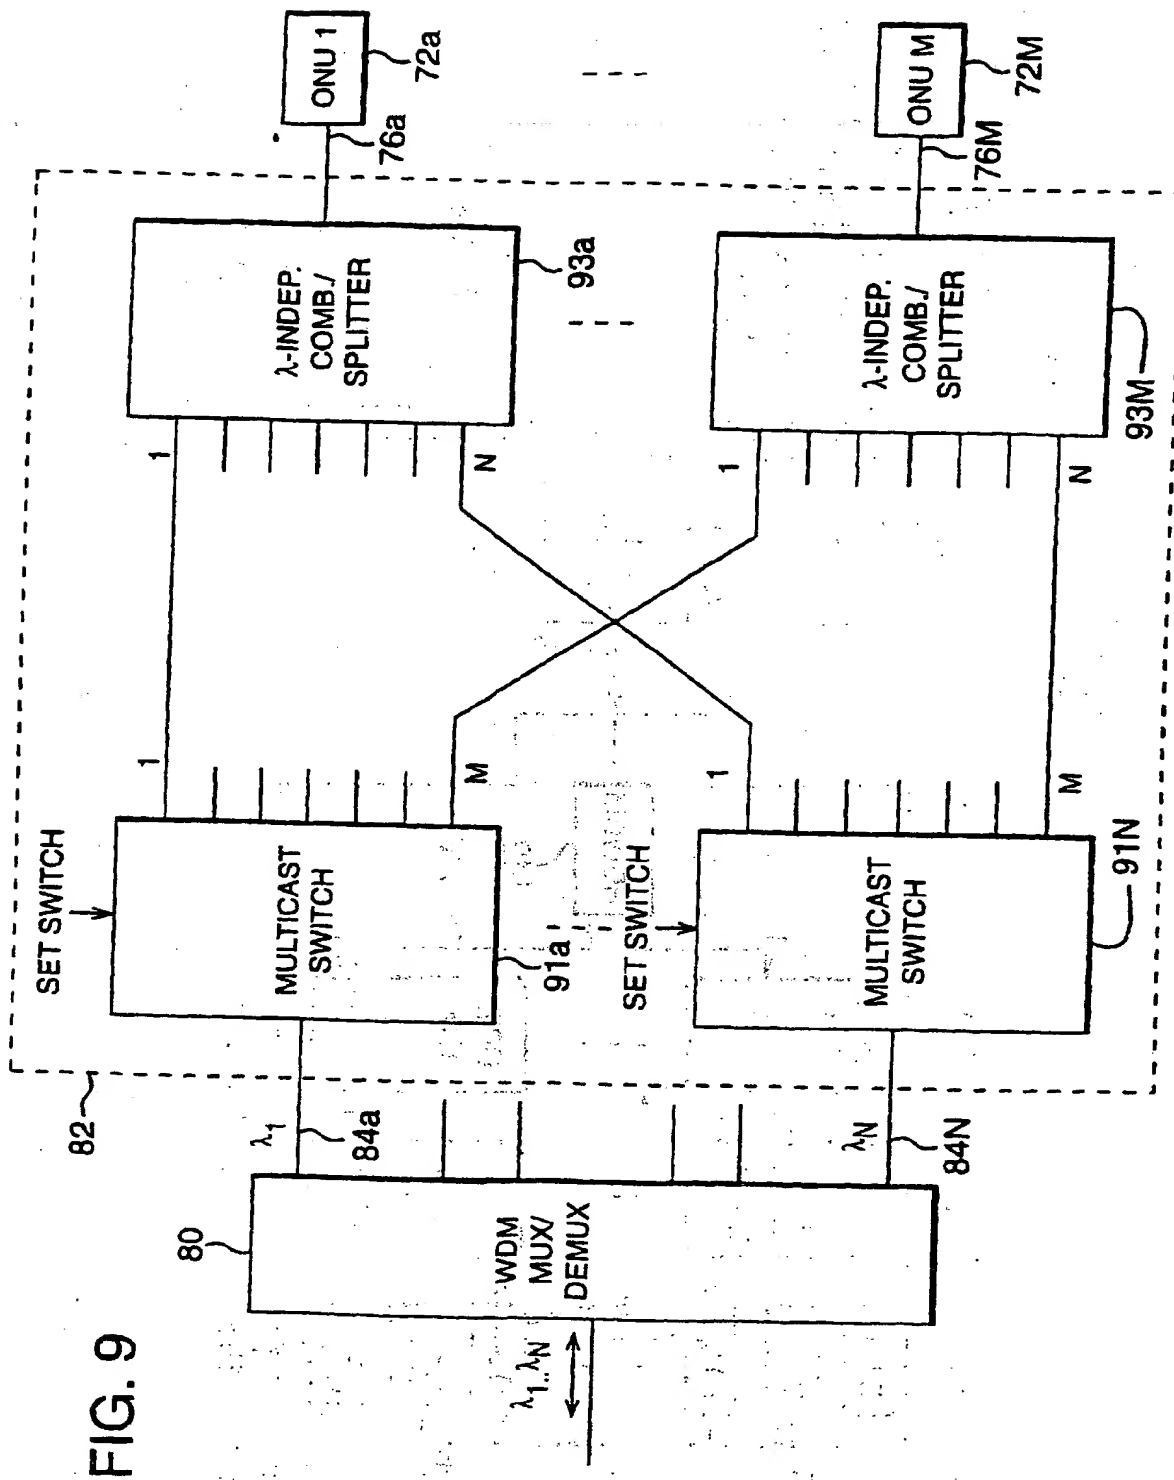 FIG. 9
λ1..λN
80
WDM
MUX/
DEMUX
λ1
84a
λN
84N
82
SET SWITCH
MULTICAST
SWITCH
91a
1
M
SET SWITCH
MULTICAST
SWITCH
91N
1
M
1
N
λ-INDEP.
COMB./
SPLITTER
93a
1
N
λ-INDEP.
COMB./
SPLITTER
93M
76a
ONU 1
72a
76M
ONU M
72M